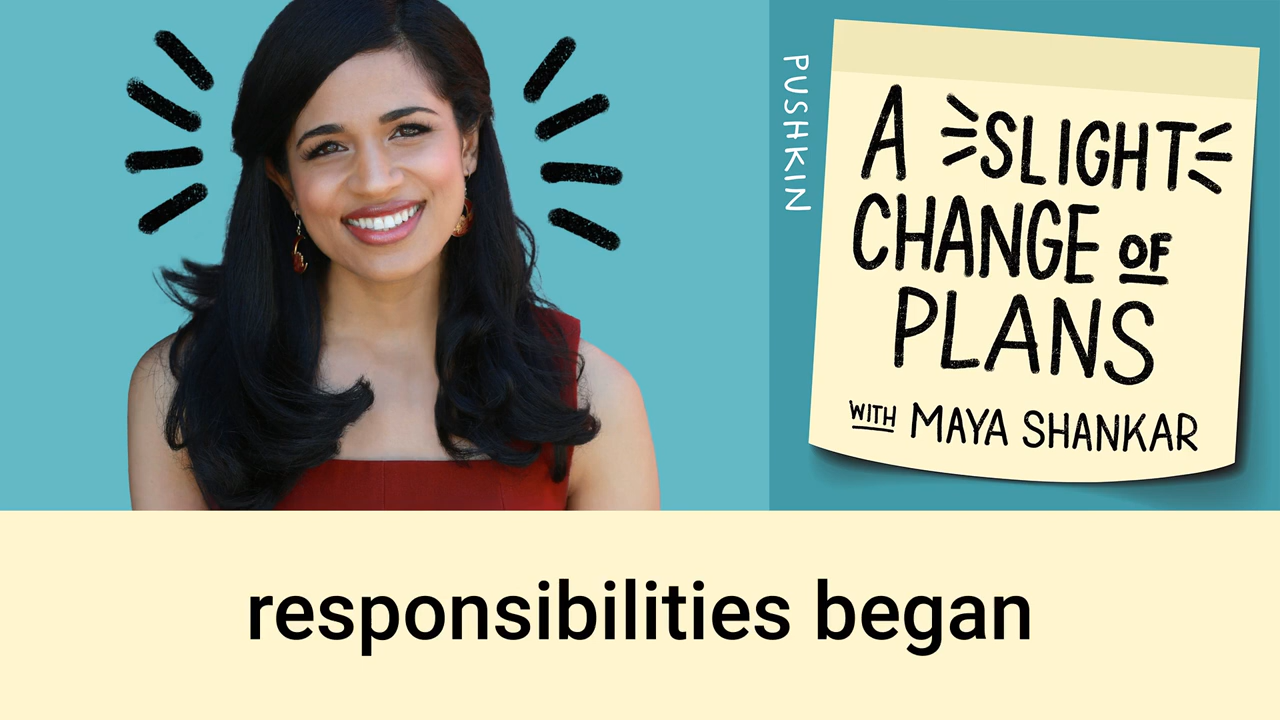 PUSHKIN
A SLIGHT
CHANGE OF
PLANS
WITH MAYA SHANKAR
responsibilities began